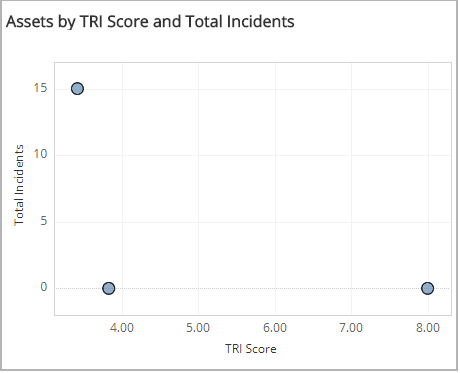 Assets by TRI Score and Total Incidents
Total Incidents
15
10
5
0
4.00 5.00 6.00 7.00 8.00
TRI Score